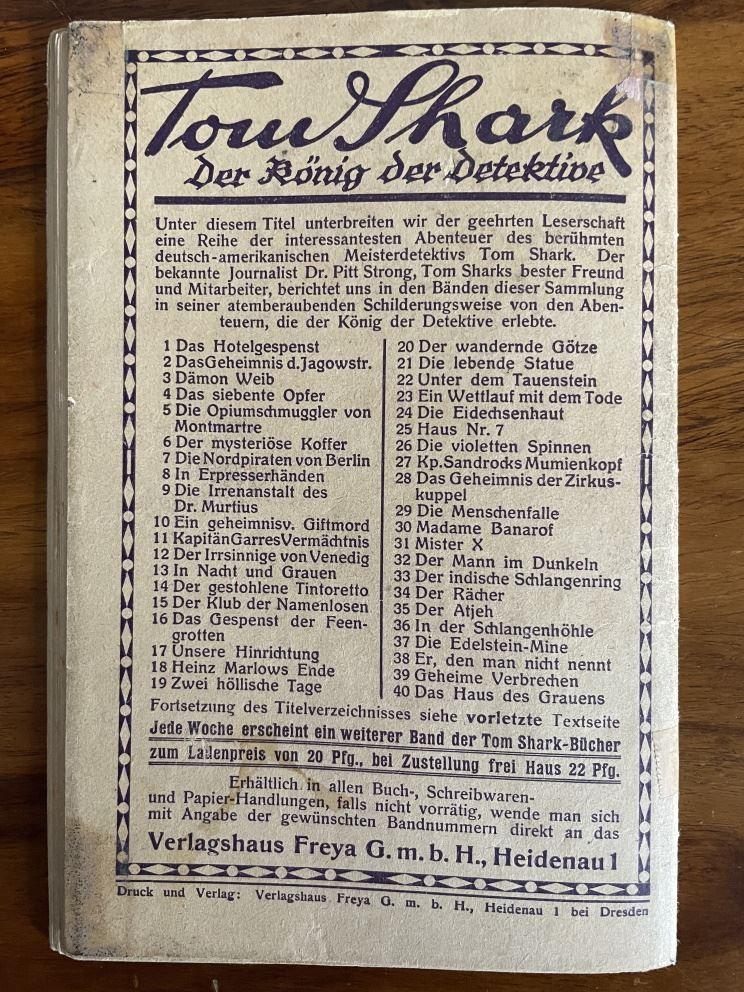 Tom Shark
Der König der Detektive
Unter diesem Titel unterbreiten wir der geehrten Leserschaft
eine Reihe der interessantesten Abenteuer des berühmten
deutsch-amerikanischen Meisterdetektivs Tom Shark. Der
bekannte Journalist Dr. Pitt Strong, Tom Sharks bester Freund
und Mitarbeiter, berichtet uns in den Bänden dieser Sammlung
in seiner atemberaubenden Schilderungsweise von den Aben-
teuern, die der König der Detektive erlebte.
1 Das Hotelgespenst
2 Das Geheimnis d. Jagowstr.
3 Dämon Weib
4 Das siebente Opfer
5 Die Opiumschmuggler von
Montmartre
6 Der mysteriöse Koffer
7 Die Nordpiraten von Berlin
8 In Erpresserhänden
9 Die Irrenanstalt des
Dr. Murtius
10 Ein geheimnisv. Giftmord
11 Kapitän Garres Vermächtnis
12 Der Irrsinnige von Venedig
13 In Nacht und Grauen
14 Der gestohlene Tintoretto
15 Der Klub der Namenlosen
16 Das Gespenst der Feen-
grotten
17 Unsere Hinrichtung
18 Heinz Marlows Ende
19 Zwei höllische Tage
20 Der wandernde Götze
21 Die lebende Statue
22 Unter dem Tauenstein
23 Ein Wettlauf mit dem Tode
24 Die Eidechsenhaut
25 Haus Nr. 7
26 Die violetten Spinnen
27 Kp. Sandrocks Mumienkopf
28 Das Geheimnis der Zirkus-
kuppel
29 Die Menschenfalle
30 Madame Banarof
31 Mister X
32 Der Mann im Dunkeln
33 Der indische Schlangenring
34 Der Rächer
35 Der Atjeh
36 In der Schlangenhöhle
37 Die Edelstein-Mine
38 Er, den man nicht nennt
39 Geheime Verbrechen
40 Das Haus des Grauens
Fortsetzung des Titelverzeichnisses siehe vorletzte Textseite
Jede Woche erscheint ein weiterer Band der Tom Shark-Bücher
zum Ladenpreis von 20 Pfg., bei Zustellung frei Haus 22 Pfg.
Erhältlich in allen Buch-, Schreibwaren-
und Papier-Handlungen, falls nicht vorrätig, wende man sich
mit Angabe der gewünschten Bandnummern direkt an das
Verlagshaus Freya G. m. b. H., Heidenau 1
Druck und Verlag: Verlagshaus Freya G. m. b. H., Heidenau 1 bei Dresden